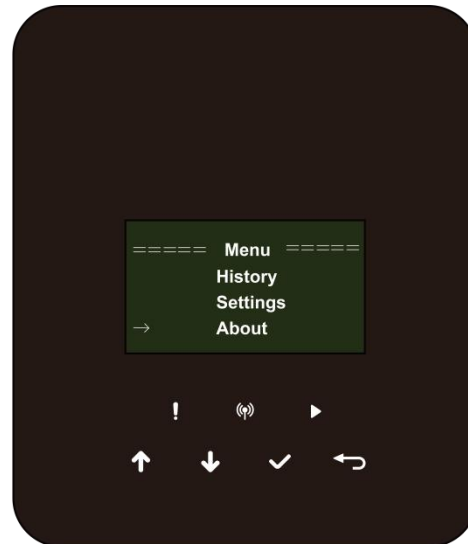 ===== Menu =====
History
Settings
→ About
!